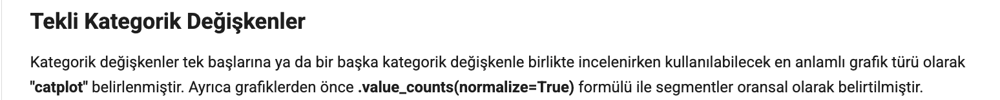 Tekli Kategorik Değişkenler
Kategorik değişkenler tek başlarına ya da bir başka kategorik değişkenle birlikte incelenirken kullanılabilecek en anlamlı grafik türü olarak
"catplot" belirlenmiştir. Ayrıca grafiklerden önce .value_counts(normalize=True) formülü ile segmentler oransal olarak belirtilmiştir.